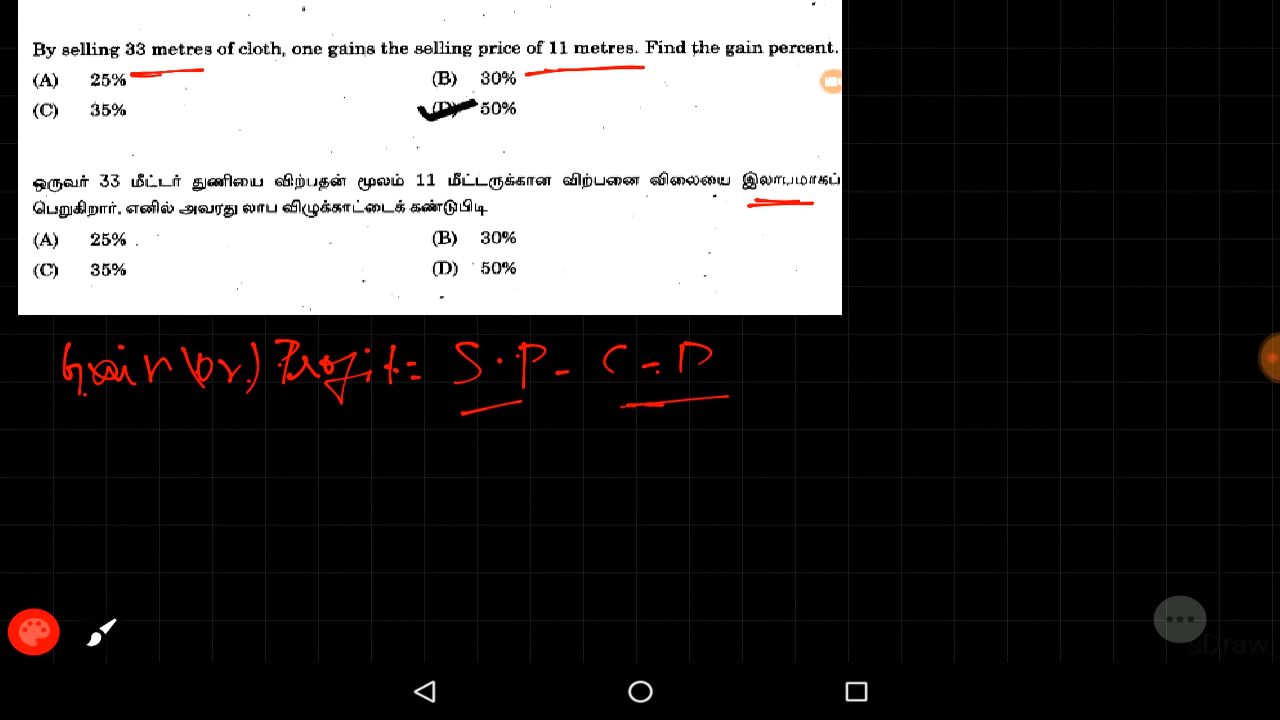 By selling 33 metres of cloth, one gains the selling price of 11 metres. Find the gain percent.
(A) 25% (B) 30%
(C) 35% (D) 50%
ஒருவர் 33 மீட்டர் துணியை விற்பதன் மூலம் 11 மீட்டருக்கான விற்பனை விலையை இலாபமாகப்
பெறுகிறார். எனில் அவரது லாப விழுக்காட்டைக் கண்டுபிடி
(A) 25% (B) 30%
(C) 35% (D) 50%
Gain (or) Profit = S.P - C.P
sDraw